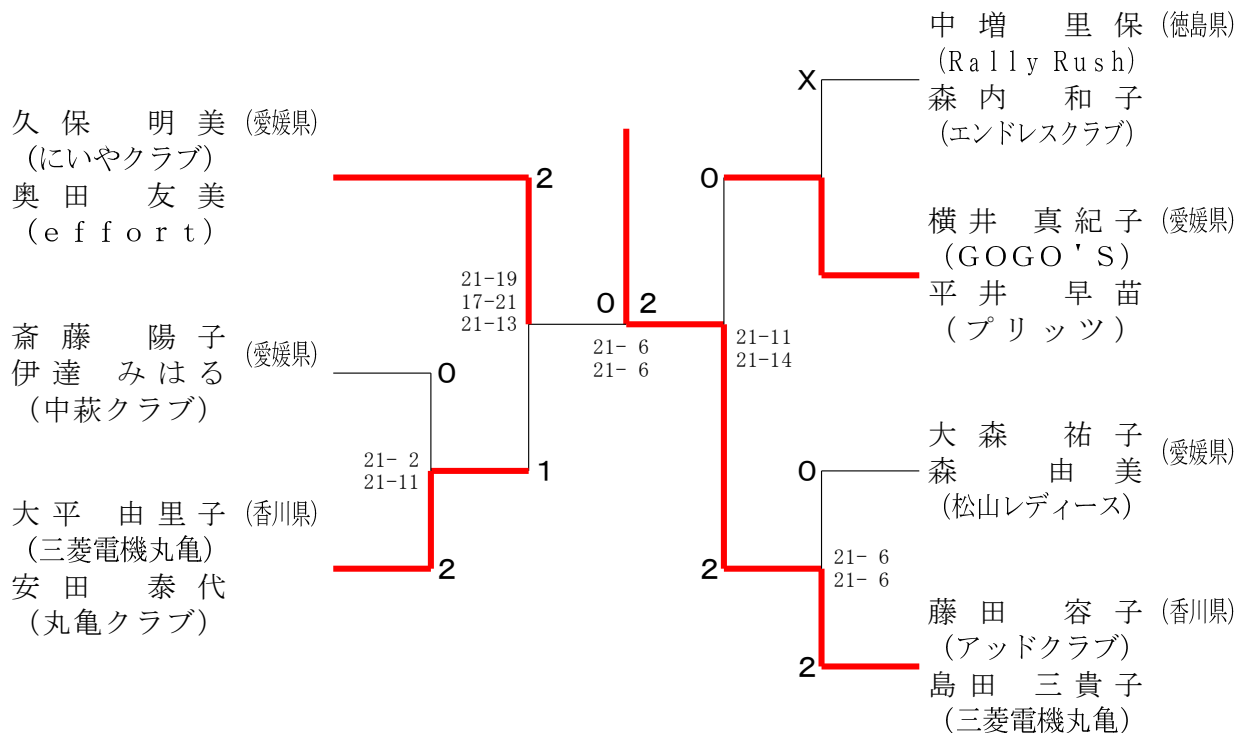 久保 明美 (愛媛県)
(にいやクラブ)
奥田 友美
(effort)
2
21-19
17-21
21-13
斎藤 陽子
伊達 みはる
(愛媛県)
(中萩クラブ)
0
21- 2
21-11
1
大平 由里子 (香川県)
(三菱電機丸亀)
安田 泰代
(丸亀クラブ)
2
0 2
21- 6
21- 6
中増 里保 (徳島県)
(Rally Rush)
森内 和子
(エンドレスクラブ)
X
0
横井 真紀子 (愛媛県)
(GOGO'S)
平井 早苗
(プリッツ)
21-11
21-14
大森 祐子
森 由美
(愛媛県)
(松山レディース)
0
21- 6
21- 6
2
藤田 容子 (香川県)
(アッドクラブ)
島田 三貴子
(三菱電機丸亀)
2